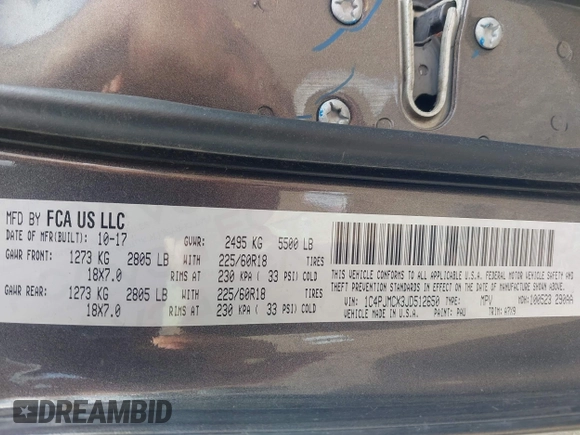 MFD BY FCA US LLC
DATE OF MFR(BUILT): 10-17 GVWR: 2495 KG 5500 LB
GAWR FRONT: 1273 KG 2805 LB WITH TIRES 225/60R18
18X7.0 RIMS AT 230 KPA ( 33 PSI) COLD
GAWR REAR: 1273 KG 2805 LB WITH TIRES 225/60R18
18X7.0 RIMS AT 230 KPA ( 33 PSI) COLD
THIS VEHICLE CONFORMS TO ALL APPLICABLE U.S.A. FEDERAL MOTOR VEHICLE SAFETY AND
THEFT PREVENTION STANDARDS IN EFFECT ON THE DATE OF MANUFACTURE SHOWN ABOVE.
VIN: 1C4PJMCX3JD512650 TYPE: MPV MDH: 100523 2909AA
VEHICLE MADE IN U.S.A. PAINT: PAU TRIM: A7X9
DREAMBID